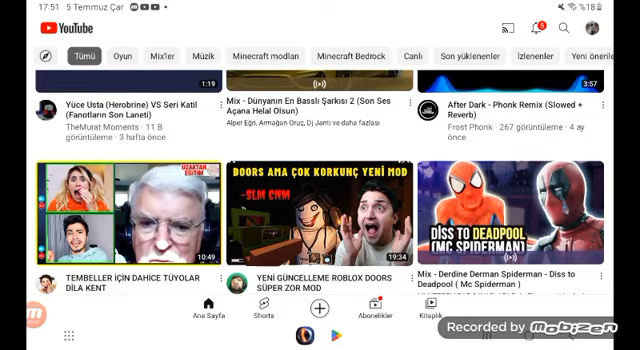 17:51 5 Temmuz Çar
%18
YouTube
5
Tümü Oyun Mix'ler Müzik Minecraft modları Minecraft Bedrock Canlı Son yüklenenler İzlenenler Yeni önerile
1:19
3:57
Yüce Usta (Herobrine) VS Seri Katil
(Fanotların Son Laneti)
TheMurat Moments · 11 B
görüntüleme · 3 hafta önce
Mix - Dünyanın En Basslı Şarkısı 2 (Son Ses
Açana Helal Olsun)
Alper Eğri, Armağan Oruç, Dj Janti ve daha fazlası
After Dark - Phonk Remix (Slowed +
Reverb)
Frost Phonk · 267 görüntüleme · 4 ay
önce
UZAKTAN
EĞİTİM
10:49
DOORS AMA ÇOK KORKUNÇ YENİ MOD
-SLM CNM
19:34
DİSS TO DEADPOOL
(MC SPIDERMAN)
TEMBELLER İÇİN DAHİCE TÜYOLAR
DİLA KENT
YENİ GÜNCELLEME ROBLOX DOORS
SÜPER ZOR MOD
Mix - Derdine Derman Spiderman - Diss to
Deadpool ( Mc Spiderman )
Ana Sayfa
Shorts
Abonelikler
Kitaplık
Recorded by Mobizen